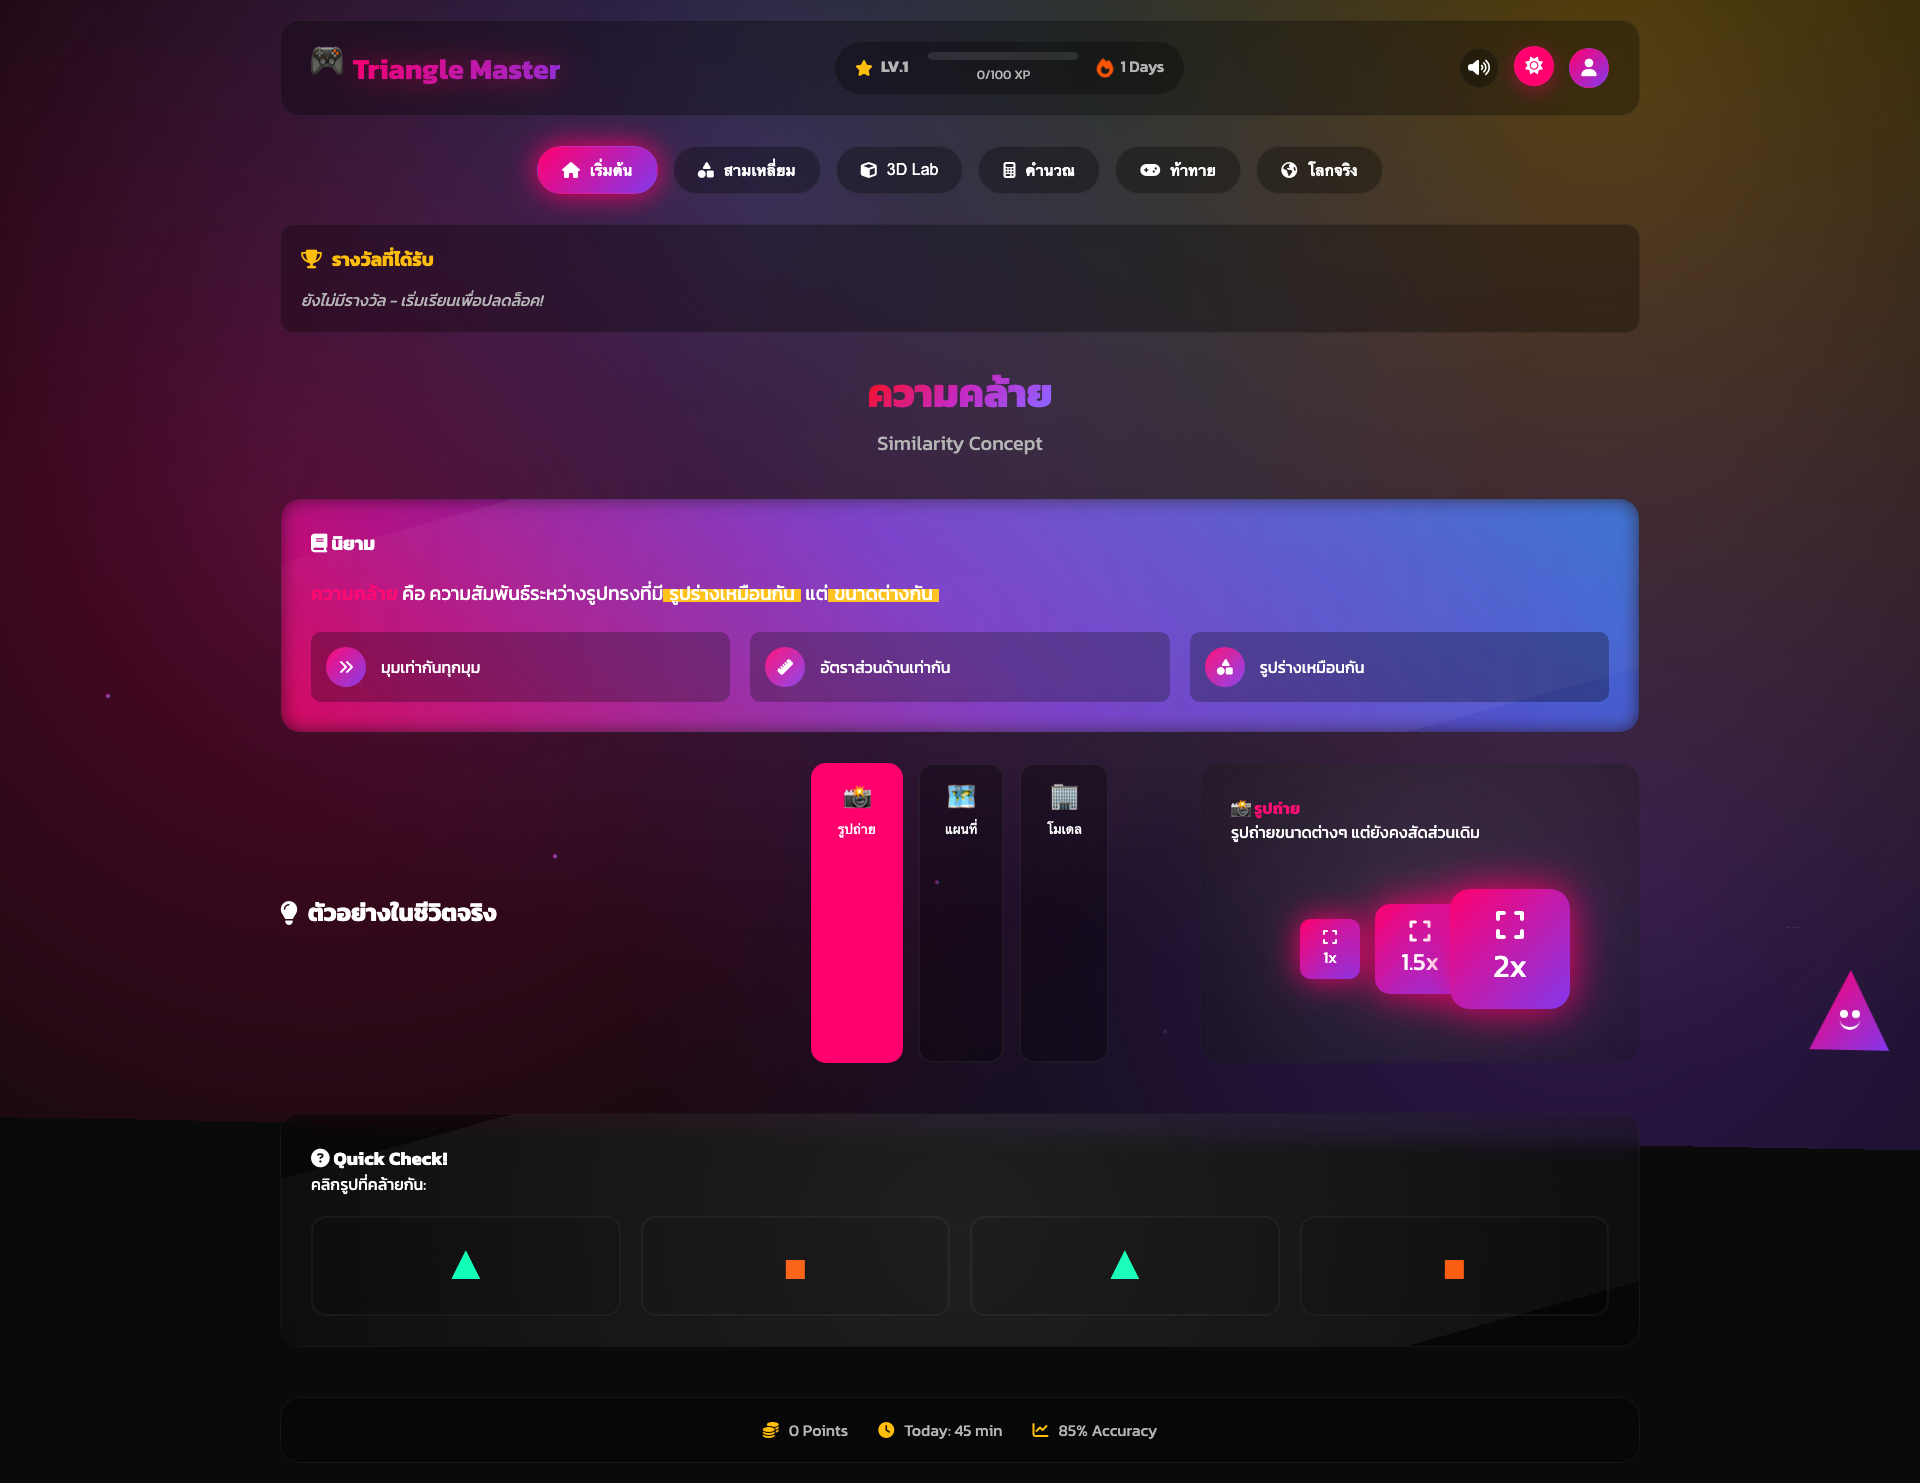 Triangle Master
LV.1
0/100 XP
1 Days
เริ่มต้น
สามเหลี่ยม
3D Lab
คำนวณ
ท้าทาย
โลกจริง
รางวัลที่ได้รับ
ยังไม่มีรางวัล - เริ่มเรียนเพื่อปลดล็อค!
ความคล้าย
Similarity Concept
นิยาม
ความคล้าย คือ ความสัมพันธ์ระหว่างรูปทรงที่มี รูปร่างเหมือนกัน แต่ ขนาดต่างกัน
มุมเท่ากันทุกมุม
อัตราส่วนด้านเท่ากัน
รูปร่างเหมือนกัน
ตัวอย่างในชีวิตจริง
รูปถ่าย
แผนที่
โมเดล
รูปถ่าย
รูปถ่ายขนาดต่างๆ แต่ยังคงสัดส่วนเดิม
1x
1.5x
2x
Quick Check!
คลิกรูปที่คล้ายกัน:
0 Points
Today: 45 min
85% Accuracy